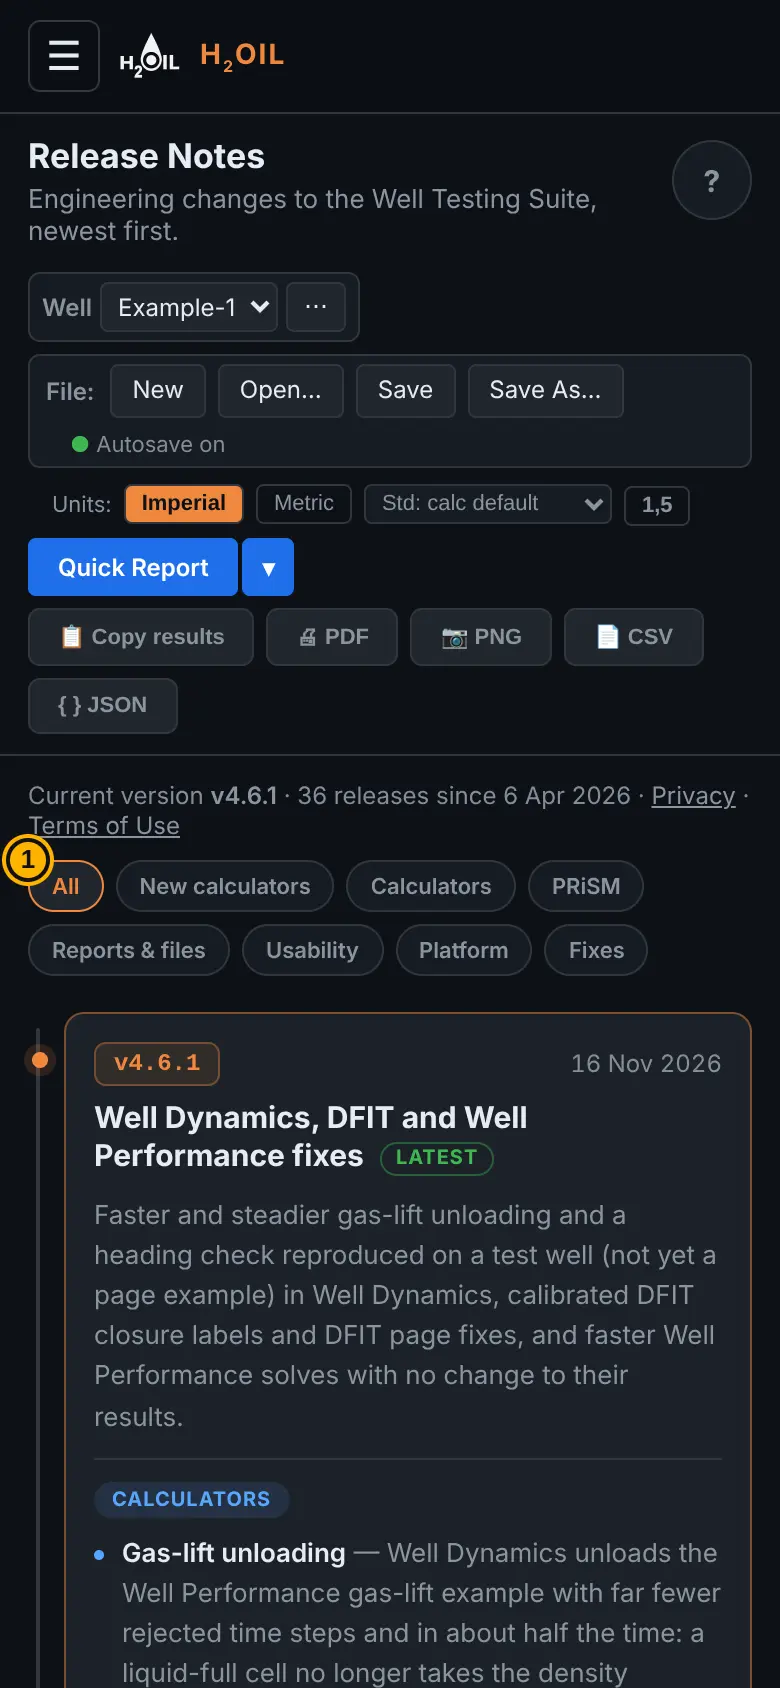 ☰ H2OIL H2OIL
Release Notes
?
Engineering changes to the Well Testing Suite,
newest first.
Well Example-1 ...
File: New Open... Save Save As...
Autosave on
Units: Imperial Metric Std: calc default 1,5
Quick Report ▼
📋 Copy results 🖨 PDF 📷 PNG 📄 CSV
{ } JSON
Current version v4.6.1 · 36 releases since 6 Apr 2026 · Privacy ·
Terms of Use
1
All New calculators Calculators PRiSM
Reports & files Usability Platform Fixes
v4.6.1 16 Nov 2026
Well Dynamics, DFIT and Well
Performance fixes LATEST
Faster and steadier gas-lift unloading and a
heading check reproduced on a test well (not yet a
page example) in Well Dynamics, calibrated DFIT
closure labels and DFIT page fixes, and faster Well
Performance solves with no change to their
results.
CALCULATORS
• Gas-lift unloading — Well Dynamics unloads the
Well Performance gas-lift example with far fewer
rejected time steps and in about half the time: a
liquid-full cell no longer takes the density